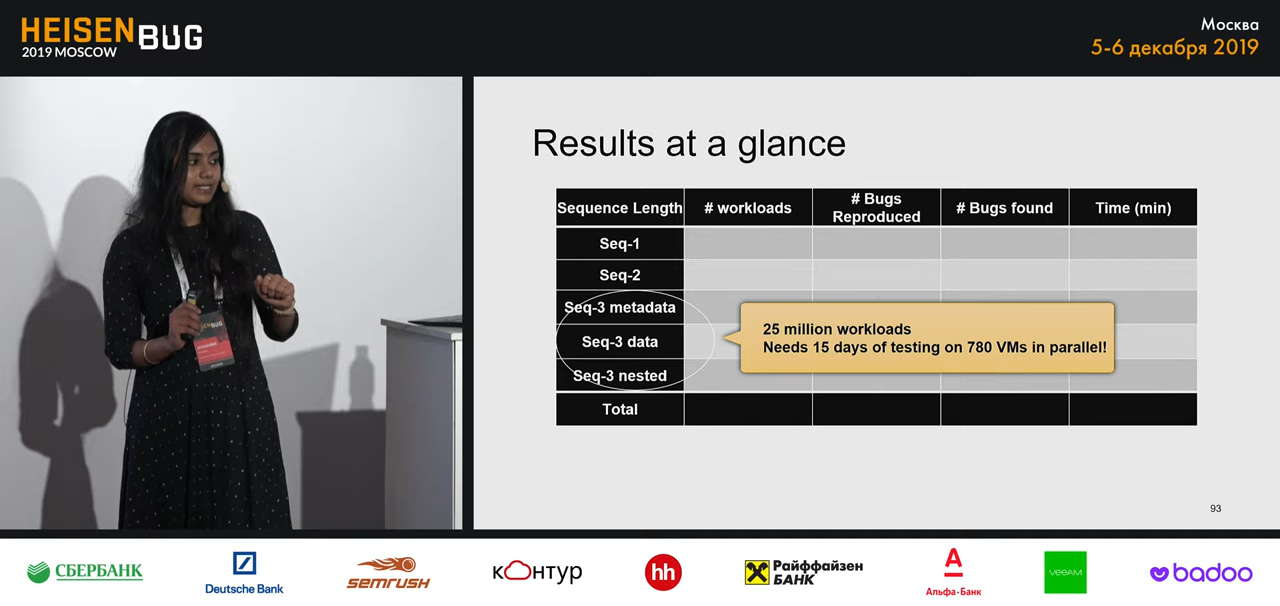 HEISENBUG
2019 MOSCOW
Москва
5-6 декабря 2019
Results at a glance
Sequence Length
# workloads
# Bugs
Reproduced
# Bugs found
Time (min)
Seq-1
Seq-2
Seq-3 metadata
Seq-3 data
Seq-3 nested
Total
25 million workloads
Needs 15 days of testing on 780 VMs in parallel!
93
СБЕРБАНК
Deutsche Bank
semrush
кОнтур
hh
Райффайзен
БАНК
А
Альфа·Банк
veeam
badoo